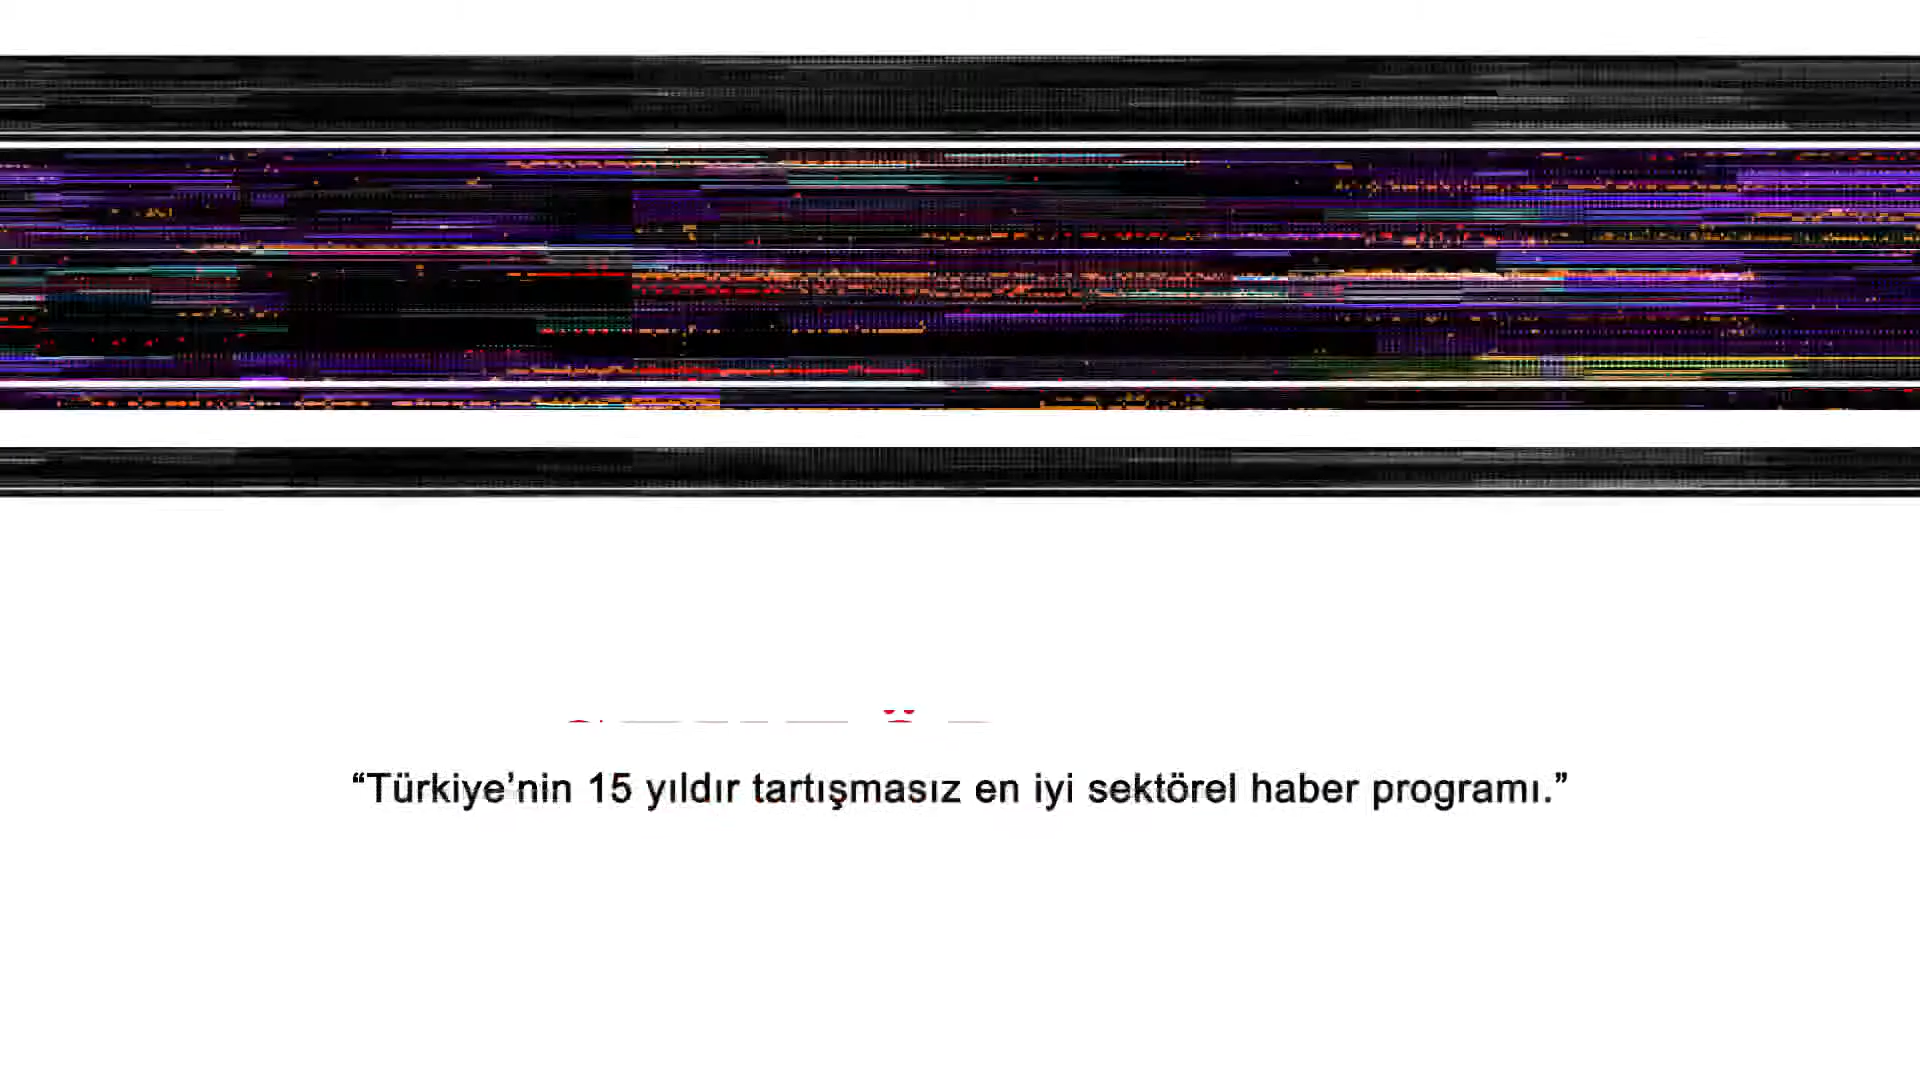 “Türkiye’nin 15 yıldır tartışmasız en iyi sektörel haber programı.”